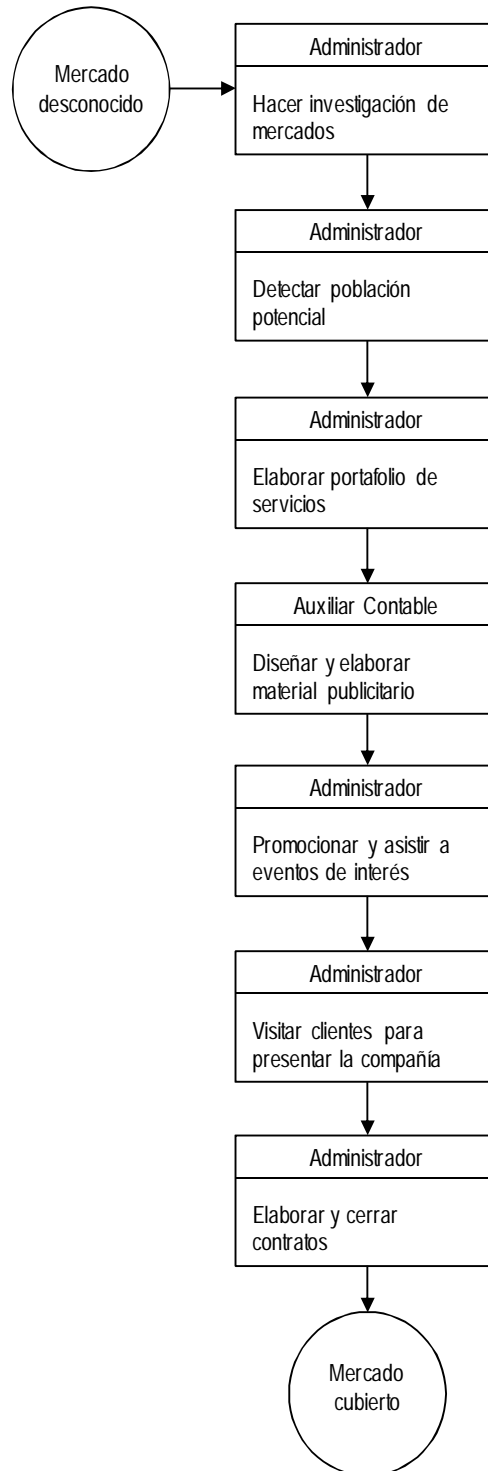 Mercado
desconocido
Administrador
Hacer investigación de
mercados
Administrador
Detectar población
potencial
Administrador
Elaborar portafolio de
servicios
Auxiliar Contable
Diseñar y elaborar
material publicitario
Administrador
Promocionar y asistir a
eventos de interés
Administrador
Visitar clientes para
presentar la compañía
Administrador
Elaborar y cerrar
contratos
Mercado
cubierto